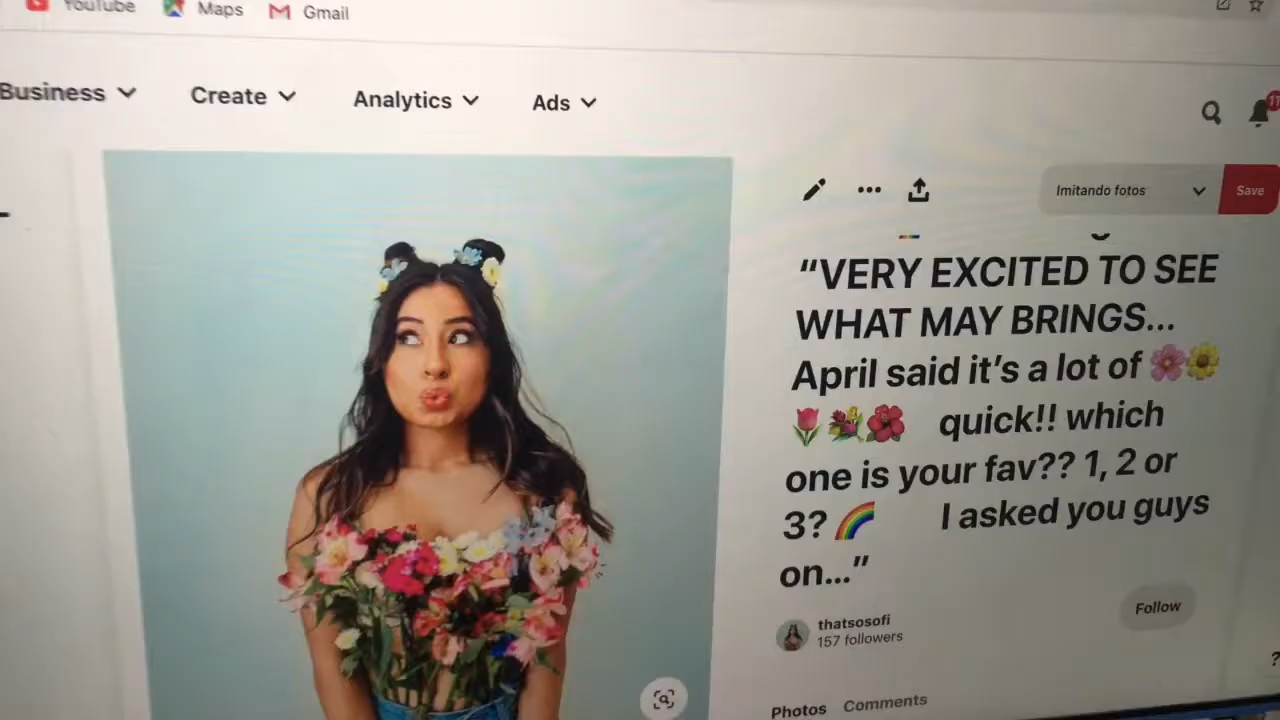 YouTube Maps Gmail
Business Create Analytics Ads
11
Imitando fotos Save
“VERY EXCITED TO SEE
WHAT MAY BRINGS...
April said it’s a lot of 🌸🌼
🌷💐🌺 quick!! which
one is your fav?? 1, 2 or
3? 🌈 I asked you guys
on...”
thatsosofi
157 followers
Follow
?
Photos Comments